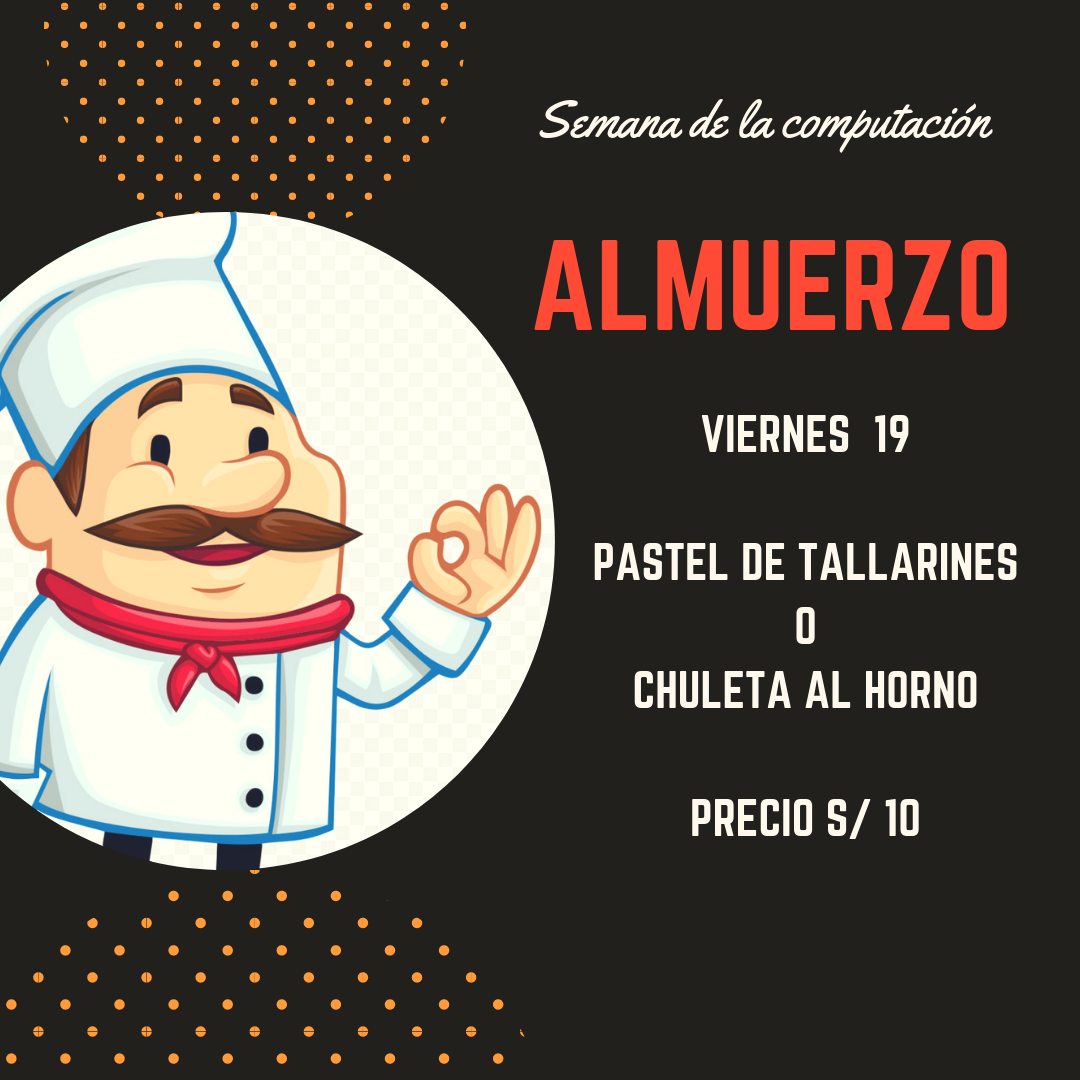 Semana de la computación
ALMUERZO
VIERNES 19
PASTEL DE TALLARINES
O
CHULETA AL HORNO
PRECIO S/ 10